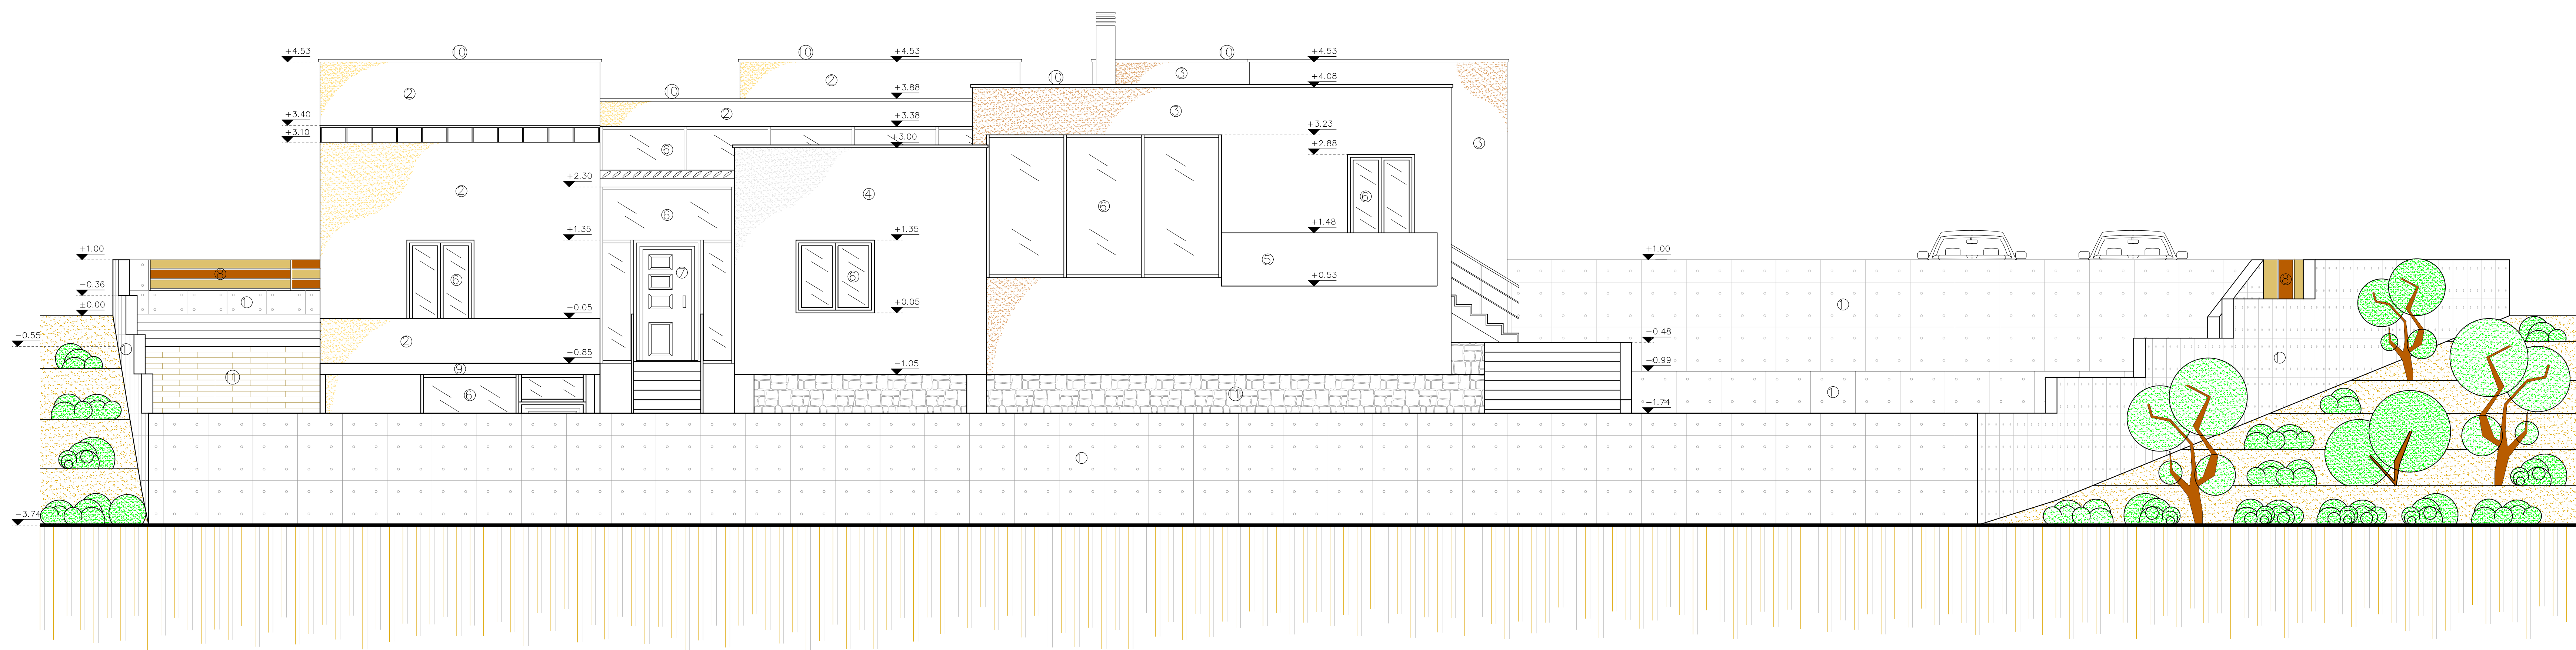 10 10 10
+4.53 +4.53 +4.53
2 2 3
10 10 +4.08
+3.88
2 3
+3.40 +3.38
+3.10 +3.00 +3.23
6 3
+2.88
+2.30
2 4 6 6
6
+1.48
+1.35 +1.35
+1.00 +1.00
8 6 7 6 5 8
-0.36 +0.53
1 1
±0.00 -0.05 +0.05
-0.55 -0.48
2
1 -0.85 1
9 -1.05 -0.99
11 6 11 1
-1.74
1
-3.74